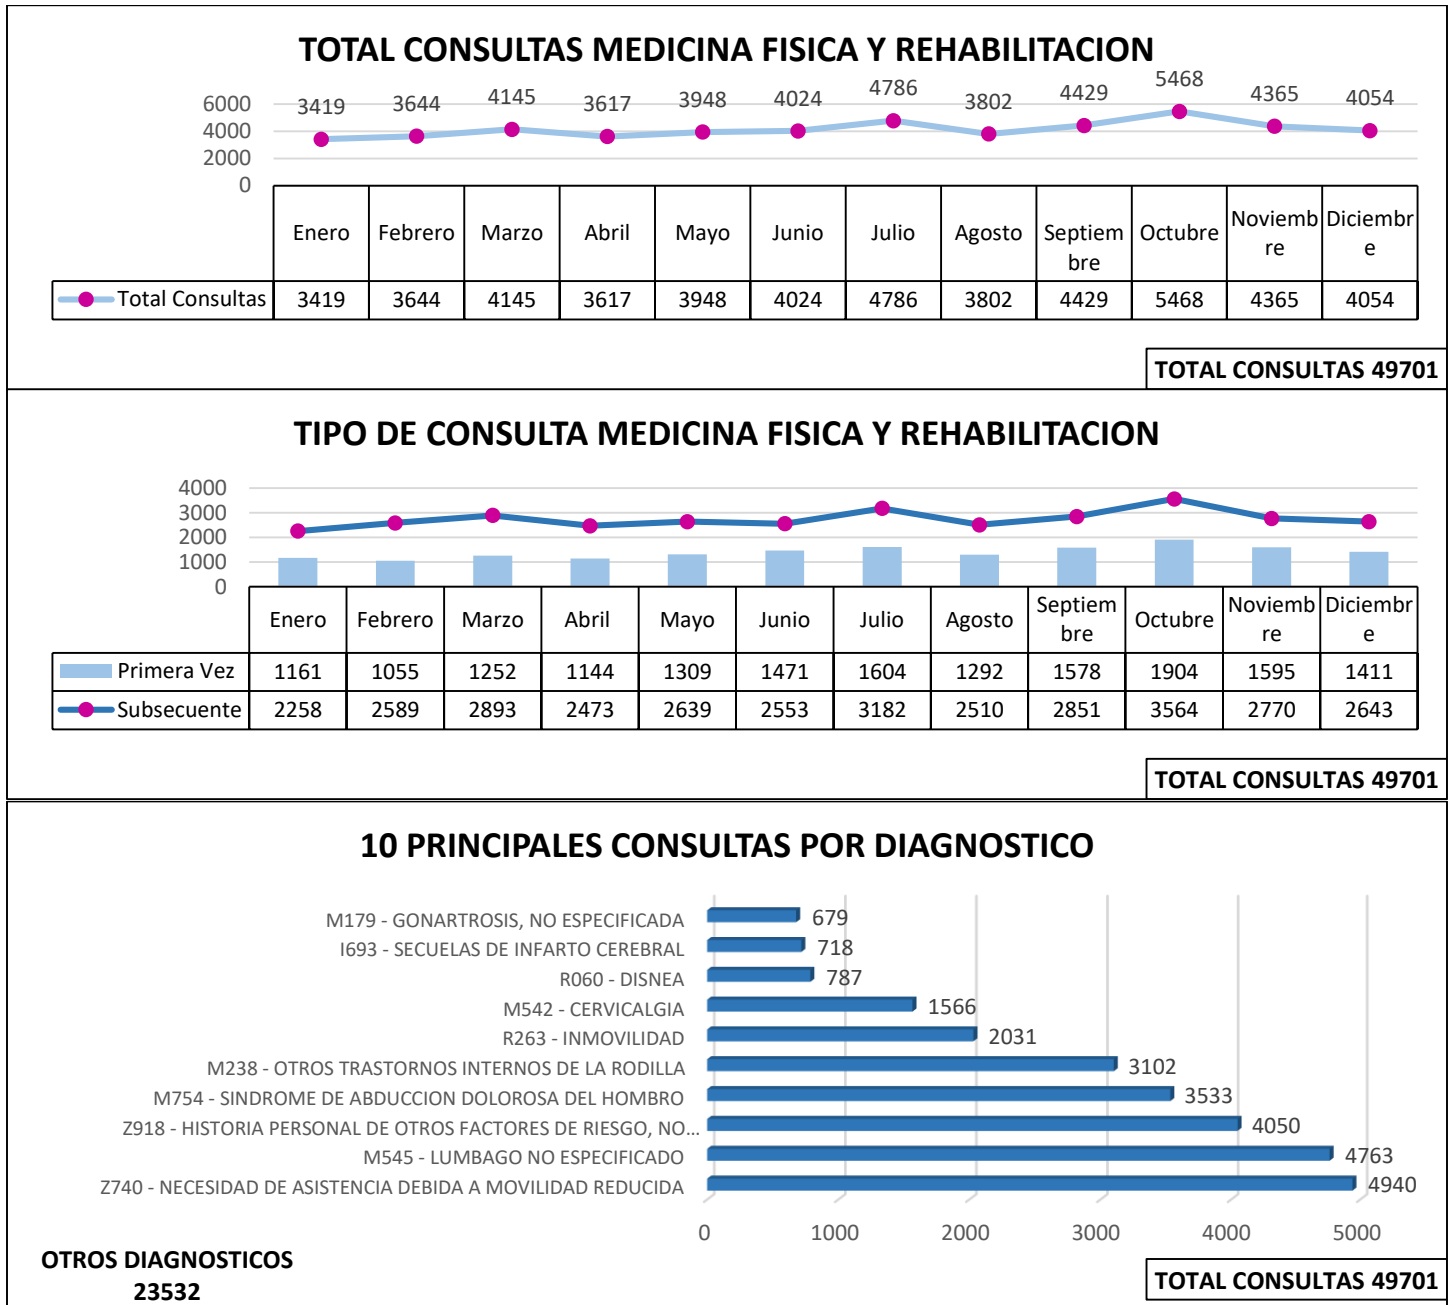 TOTAL CONSULTAS MEDICINA FISICA Y REHABILITACION
3419 3644 4145 3617 3948 4024 4786 3802 4429 5468 4365 4054
6000
4000
2000
0
Enero Febrero Marzo Abril Mayo Junio Julio Agosto Septiem Octubre Noviemb Diciembr
bre re e
Total Consultas 3419 3644 4145 3617 3948 4024 4786 3802 4429 5468 4365 4054
TOTAL CONSULTAS 49701
TIPO DE CONSULTA MEDICINA FISICA Y REHABILITACION
4000
3000
2000
1000
0
Enero Febrero Marzo Abril Mayo Junio Julio Agosto Septiem Octubre Noviemb Diciembr
bre re e
Primera Vez 1161 1055 1252 1144 1309 1471 1604 1292 1578 1904 1595 1411
Subsecuente 2258 2589 2893 2473 2639 2553 3182 2510 2851 3564 2770 2643
TOTAL CONSULTAS 49701
10 PRINCIPALES CONSULTAS POR DIAGNOSTICO
M179 - GONARTROSIS, NO ESPECIFICADA 679
I693 - SECUELAS DE INFARTO CEREBRAL 718
R060 - DISNEA 787
M542 - CERVICALGIA 1566
R263 - INMOVILIDAD 2031
M238 - OTROS TRASTORNOS INTERNOS DE LA RODILLA 3102
M754 - SINDROME DE ABDUCCION DOLOROSA DEL HOMBRO 3533
Z918 - HISTORIA PERSONAL DE OTROS FACTORES DE RIESGO, NO... 4050
M545 - LUMBAGO NO ESPECIFICADO 4763
Z740 - NECESIDAD DE ASISTENCIA DEBIDA A MOVILIDAD REDUCIDA 4940
0 1000 2000 3000 4000 5000
OTROS DIAGNOSTICOS
23532
TOTAL CONSULTAS 49701